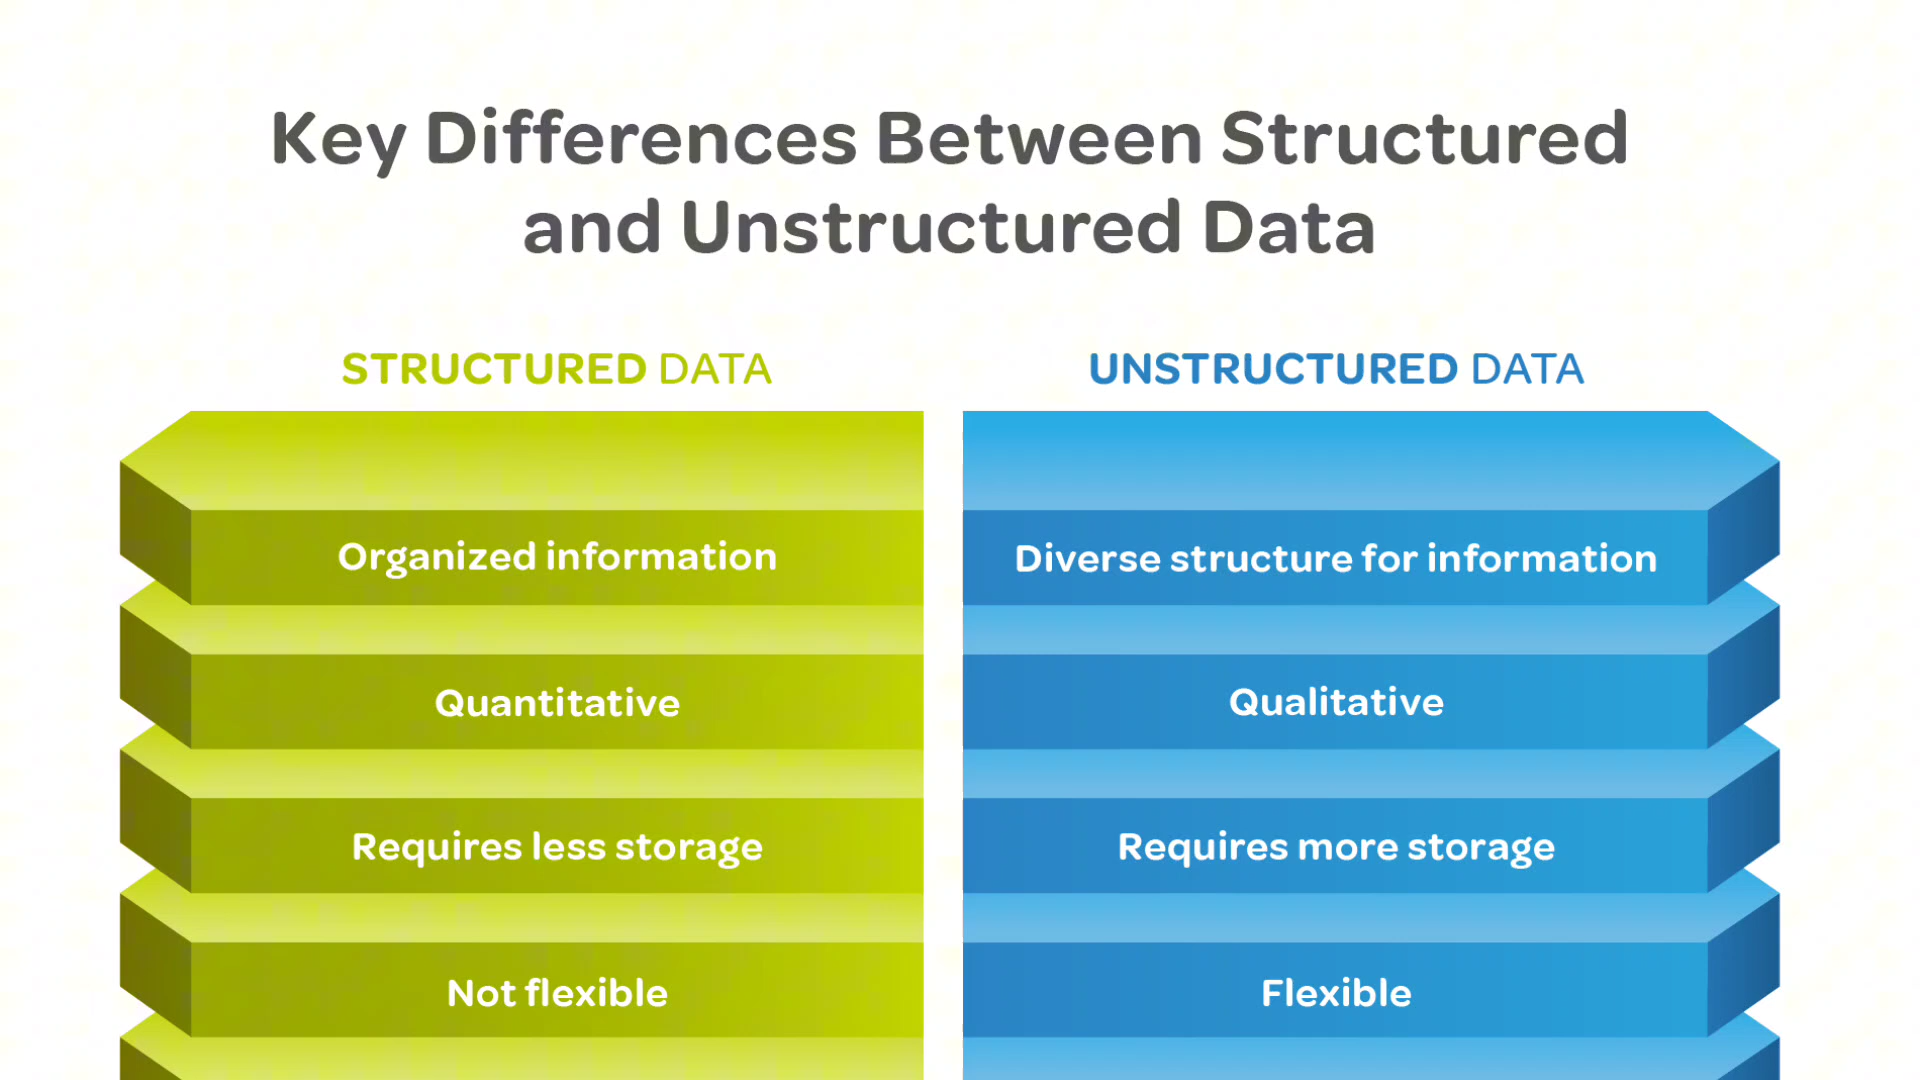 Key Differences Between Structured
and Unstructured Data
STRUCTURED DATA
UNSTRUCTURED DATA
Organized information
Diverse structure for information
Quantitative
Qualitative
Requires less storage
Requires more storage
Not flexible
Flexible